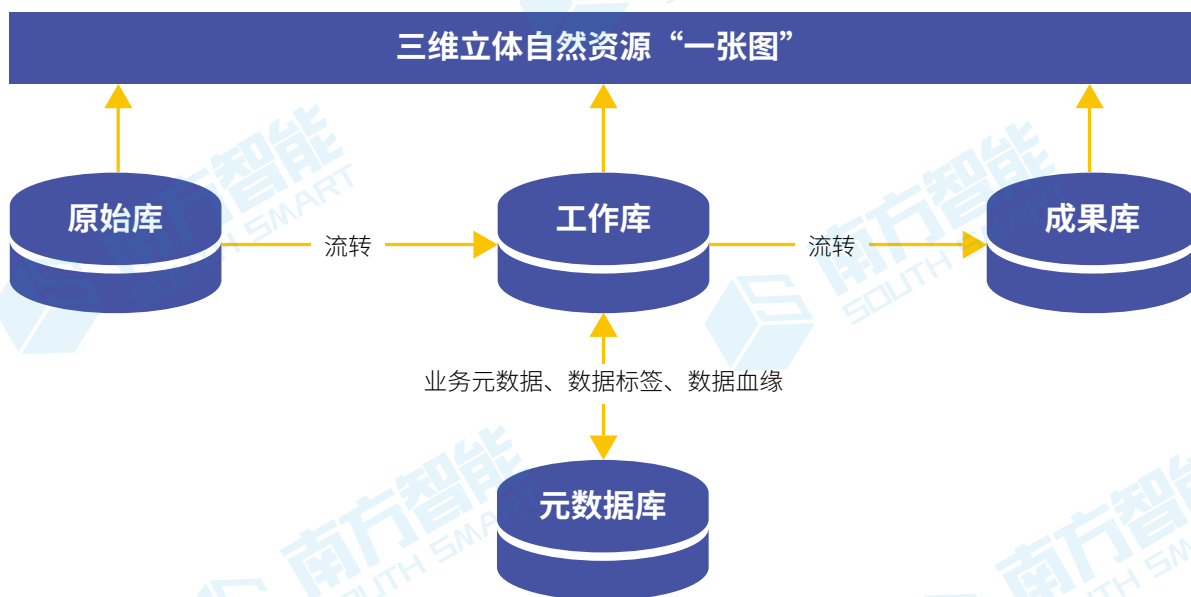 三维立体自然资源“一张图”
原始库
工作库
成果库
流转
流转
业务元数据、数据标签、数据血缘
元数据库
南方智能
SOUTH SMART
南方智能
SOUTH SMART
南方智能
SOUTH SMART
南方智能
SOUTH SMART